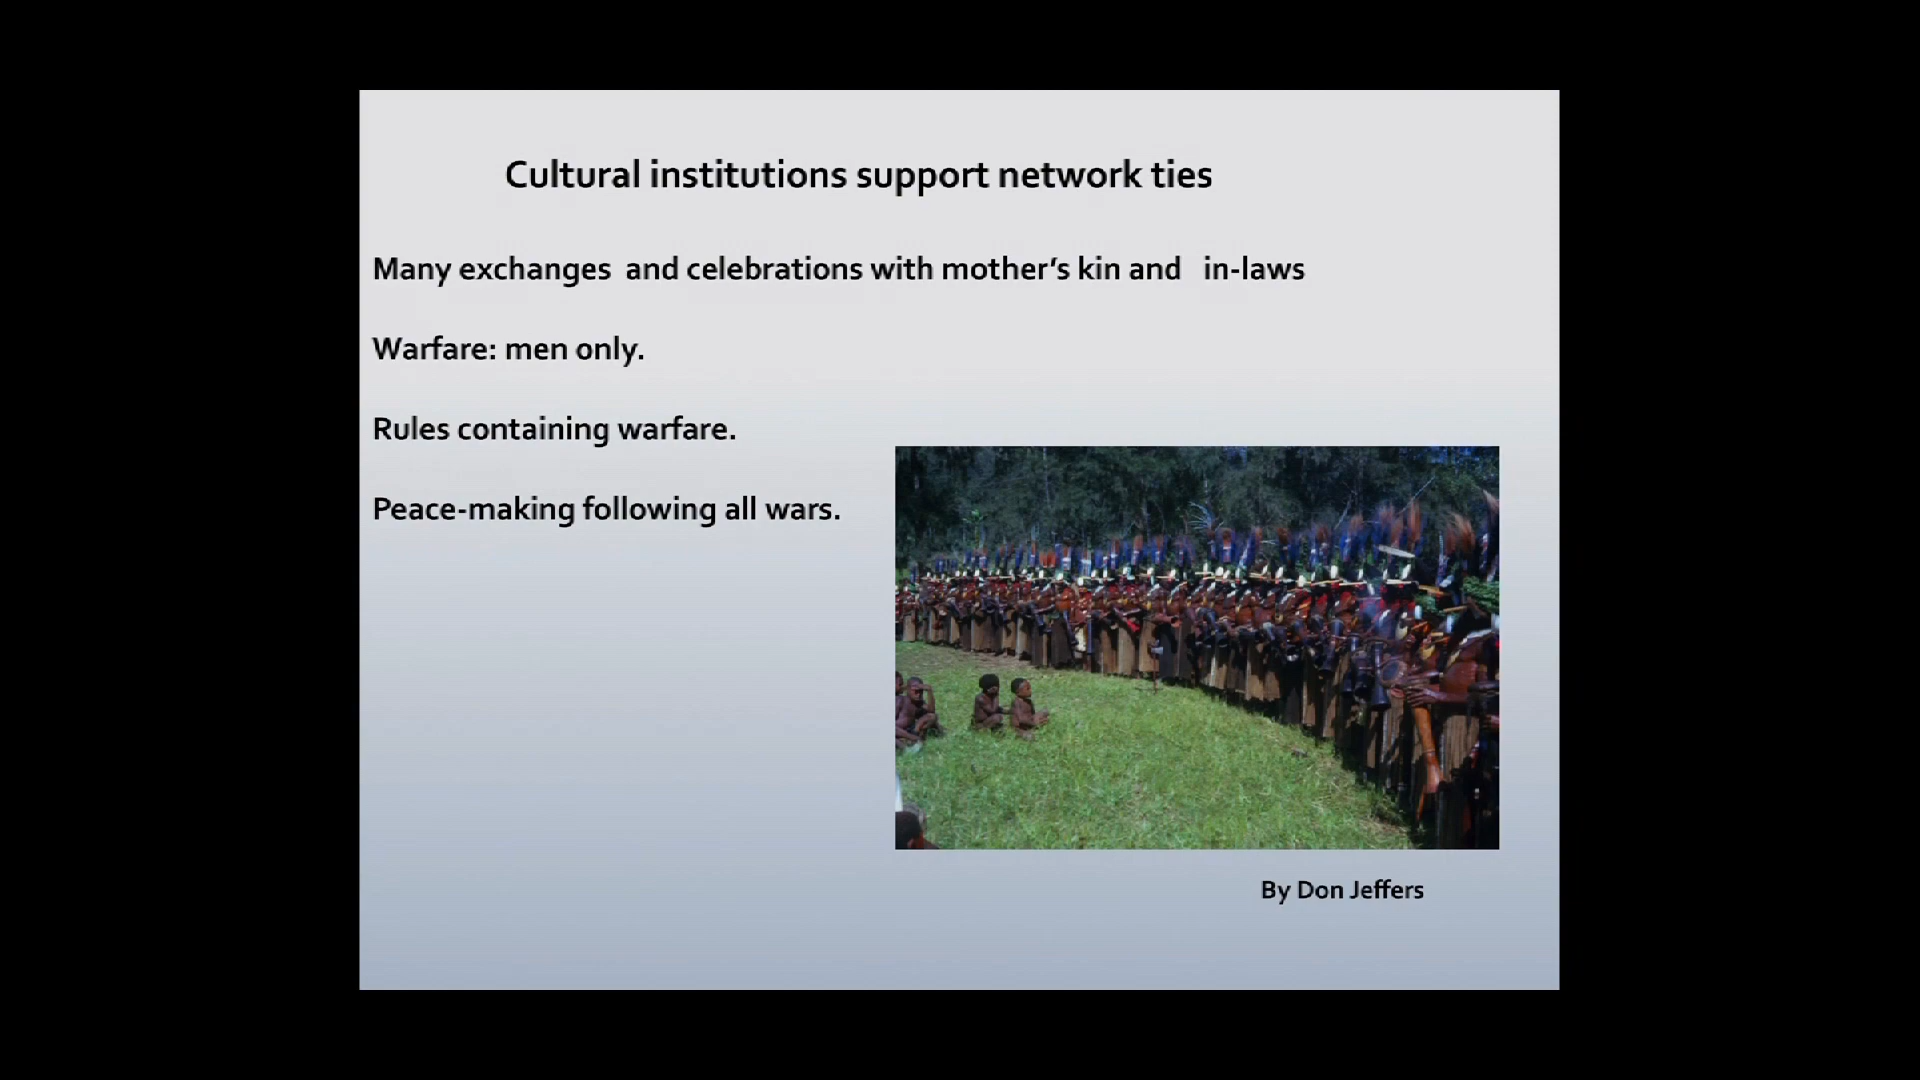 Cultural institutions support network ties
Many exchanges and celebrations with mother’s kin and in-laws
Warfare: men only.
Rules containing warfare.
Peace-making following all wars.
By Don Jeffers